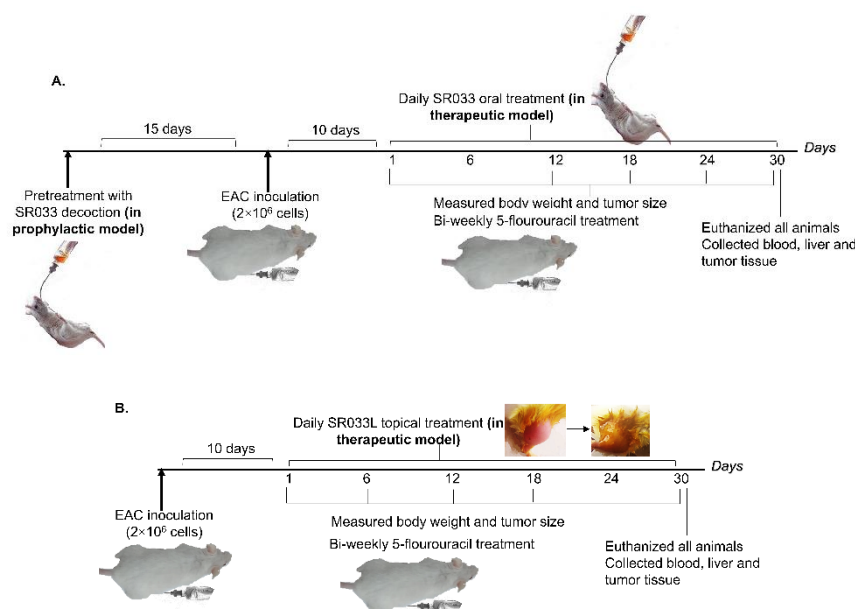 A.
Daily SR033 oral treatment (in
therapeutic model)
15 days
10 days
Days
1 6 12 18 24 30
Pretreatment with
SR033 decoction (in
prophylactic model)
EAC inoculation
(2×10⁶ cells)
Measured body weight and tumor size
Bi-weekly 5-flourouracil treatment
Euthanized all animals
Collected blood, liver and
tumor tissue
B.
Daily SR033L topical treatment (in
therapeutic model)
10 days
Days
1 6 12 18 24 30
EAC inoculation
(2×10⁶ cells)
Measured body weight and tumor size
Bi-weekly 5-flourouracil treatment
Euthanized all animals
Collected blood, liver and
tumor tissue